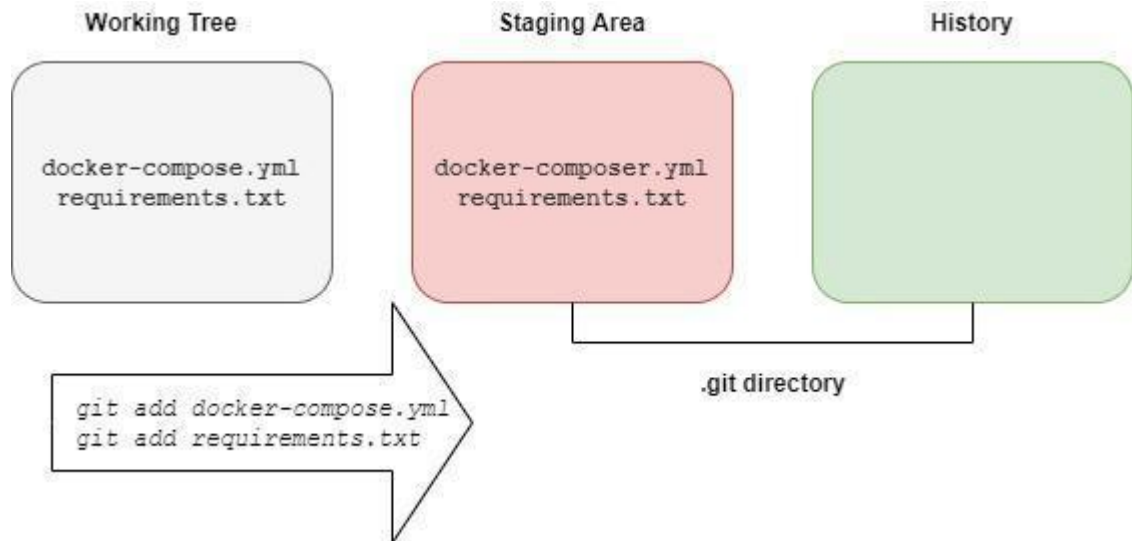 Working Tree
Staging Area
History
docker-compose.yml
requirements.txt
docker-composer.yml
requirements.txt
git add docker-compose.yml
git add requirements.txt
.git directory